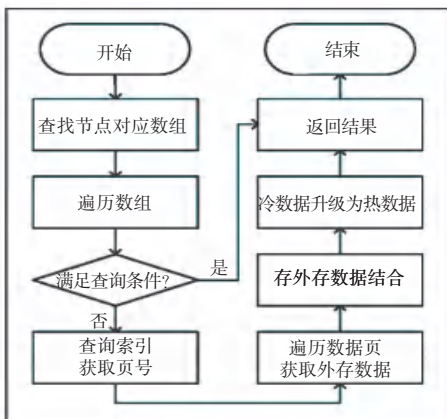 开始
查找节点对应数组
遍历数组
满足查询条件?
是
否
查询索引
获取页号
遍历数据页
获取外存数据
存外存数据结合
冷数据升级为热数据
返回结果
结束